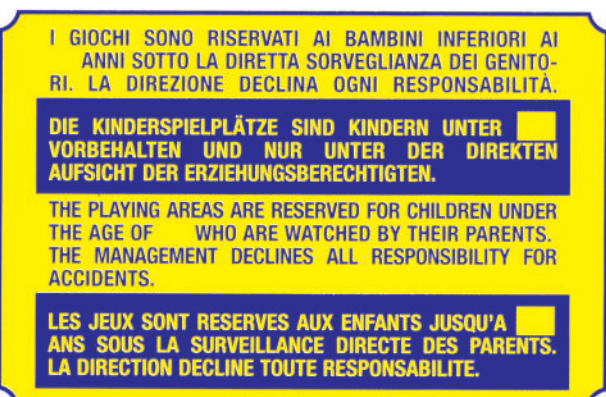 I GIOCHI SONO RISERVATI AI BAMBINI INFERIORI AI
ANNI SOTTO LA DIRETTA SORVEGLIANZA DEI GENITO-
RI. LA DIREZIONE DECLINA OGNI RESPONSABILITÀ.
DIE KINDERSPIELPLÄTZE SIND KINDERN UNTER
VORBEHALTEN UND NUR UNTER DER DIREKTEN
AUFSICHT DER ERZIEHUNGSBERECHTIGTEN.
THE PLAYING AREAS ARE RESERVED FOR CHILDREN UNDER
THE AGE OF WHO ARE WATCHED BY THEIR PARENTS.
THE MANAGEMENT DECLINES ALL RESPONSIBILITY FOR
ACCIDENTS.
LES JEUX SONT RESERVES AUX ENFANTS JUSQU'A
ANS SOUS LA SURVEILLANCE DIRECTE DES PARENTS.
LA DIRECTION DECLINE TOUTE RESPONSABILITE.